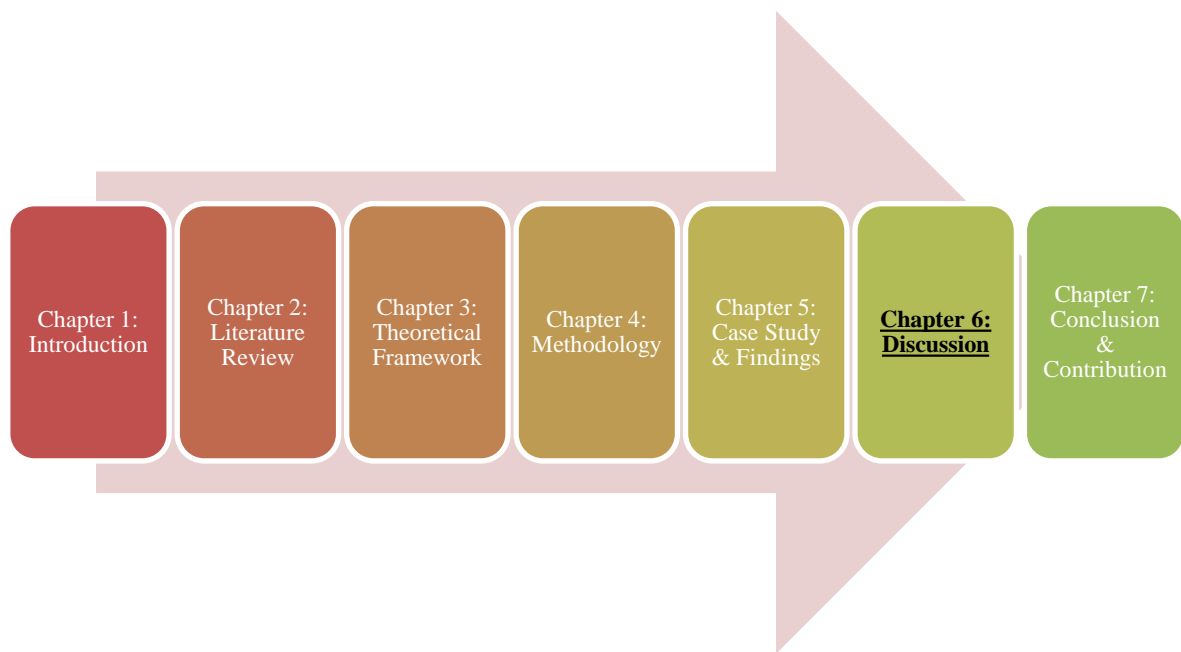 Chapter 1:
Introduction
Chapter 2:
Literature
Review
Chapter 3:
Theoretical
Framework
Chapter 4:
Methodology
Chapter 5:
Case Study
& Findings
Chapter 6:
Discussion
Chapter 7:
Conclusion
&
Contribution